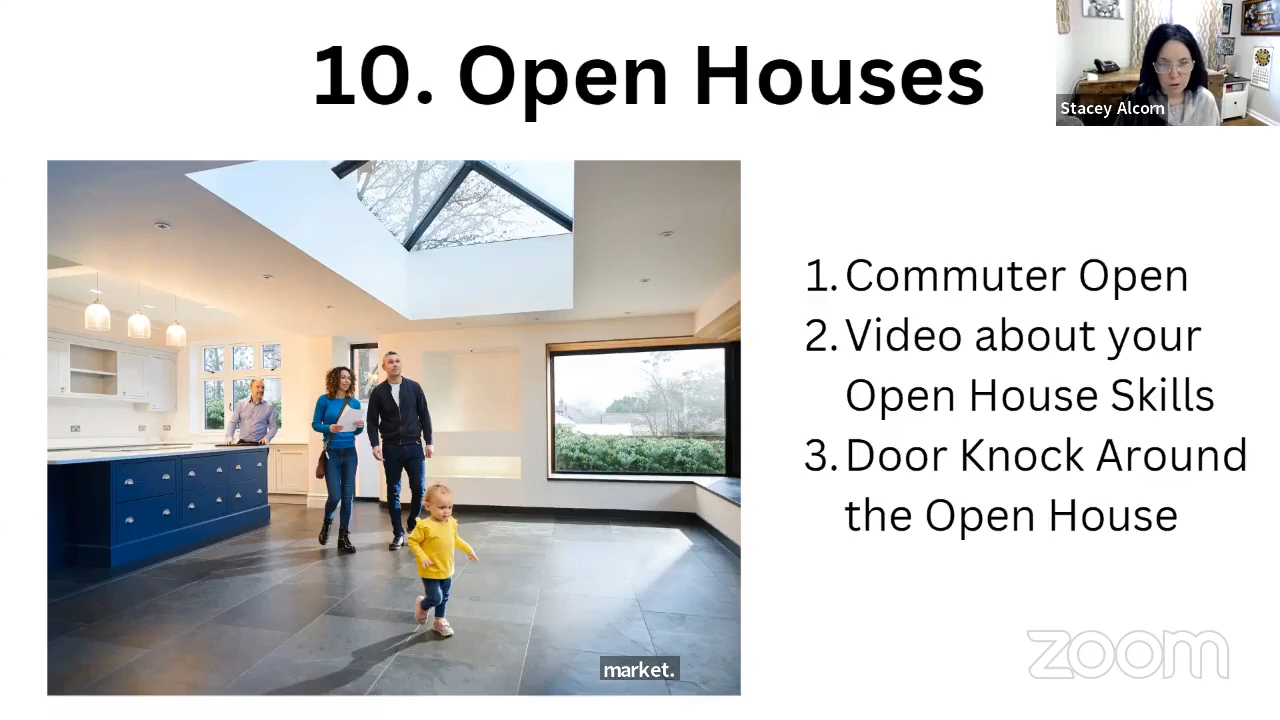 10. Open Houses
Stacey Alcorn
1. Commuter Open
2. Video about your
Open House Skills
3. Door Knock Around
the Open House
zoom
market.